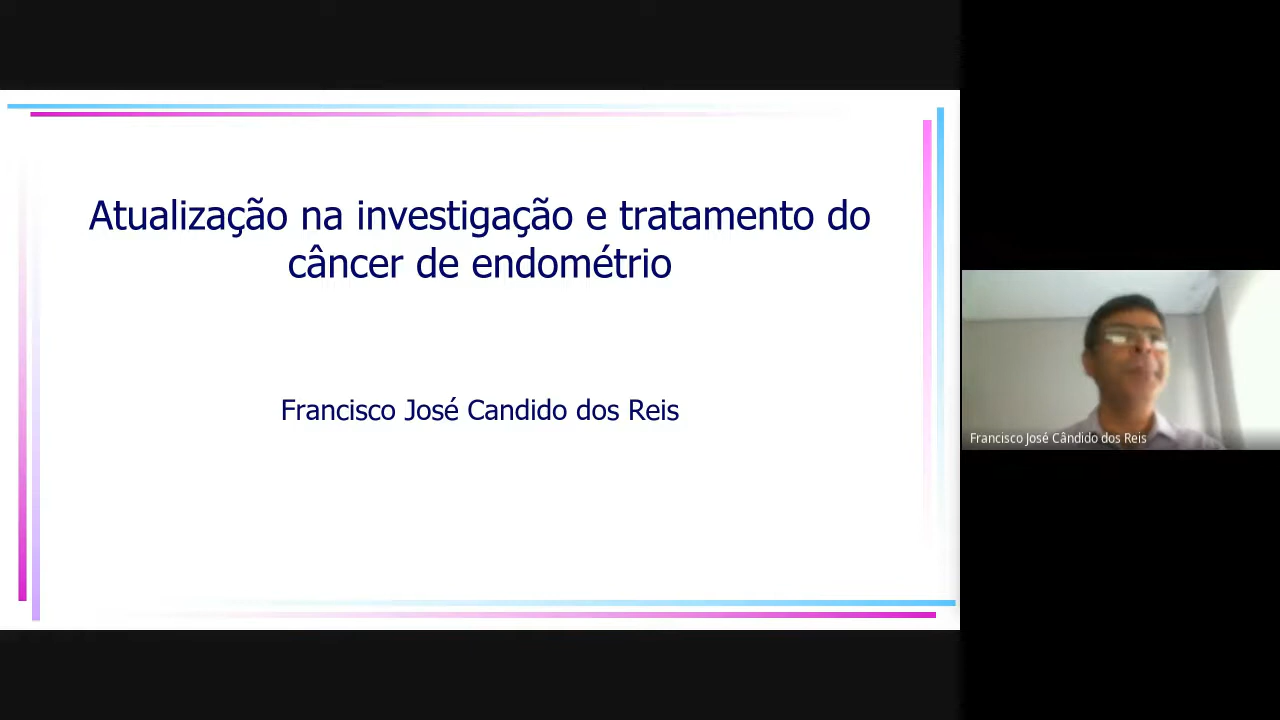 Atualização na investigação e tratamento do
câncer de endométrio
Francisco José Candido dos Reis
Francisco José Cândido dos Reis